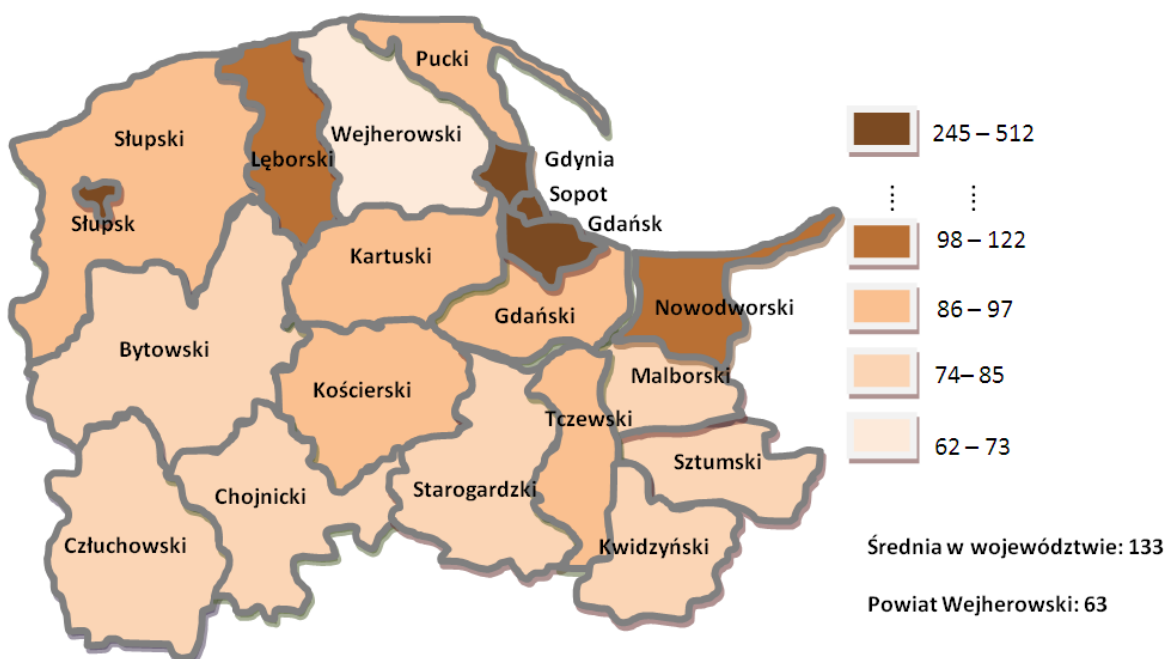 Pucki
Słupski
Wejherowski
Lęborski
Gdynia
Sopot
Słupsk
Gdańsk
Kartuski
Gdański
Nowodworski
Bytowski
Kościerski
Malborski
Tczewski
Sztumski
Chojnicki
Starogardzki
Człuchowski
Kwidzyński
245 – 512
98 – 122
86 – 97
74– 85
62 – 73
Średnia w województwie: 133
Powiat Wejherowski: 63